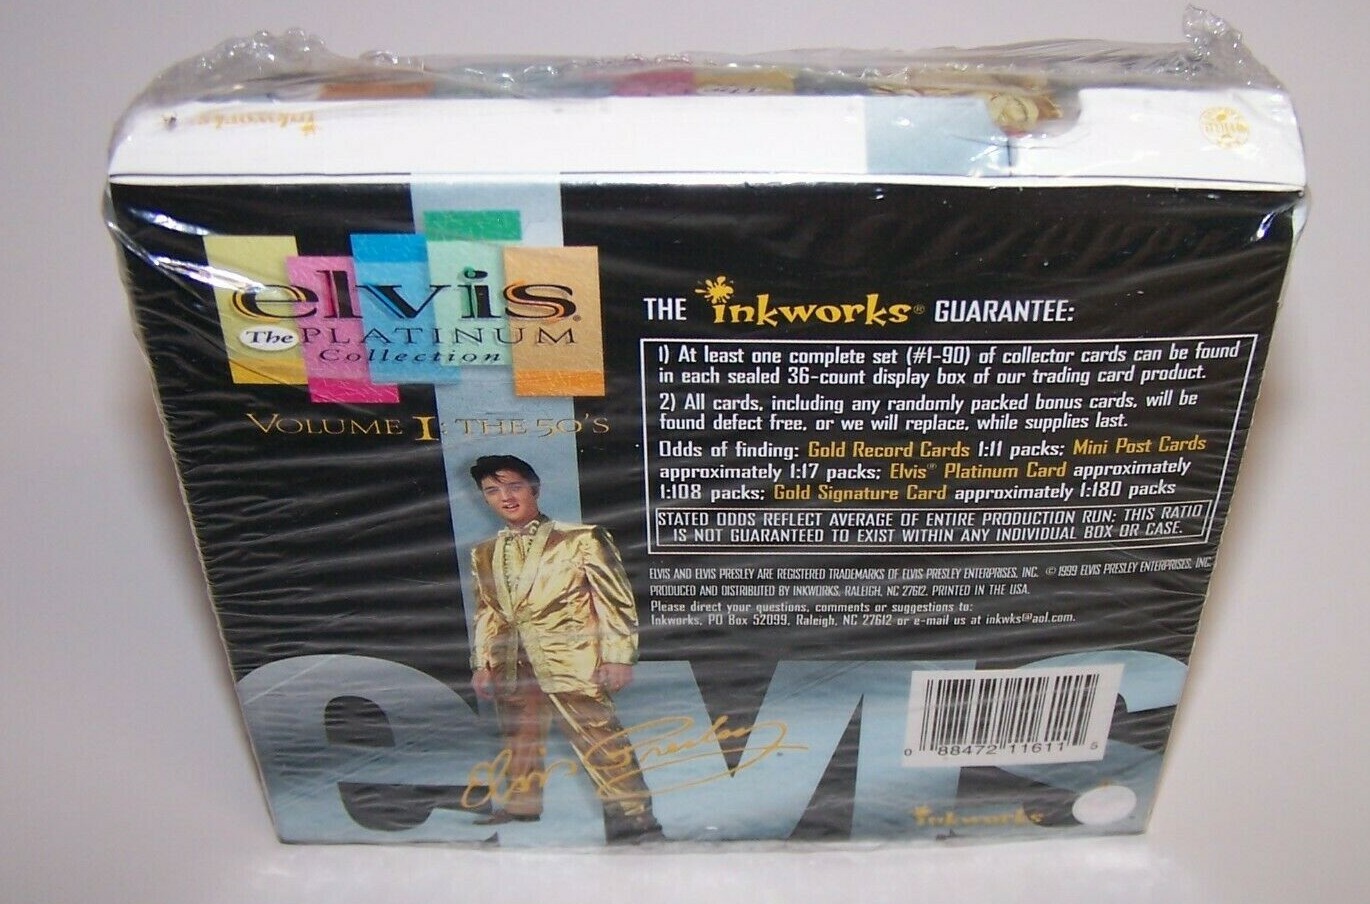 inkworks
elvis®
The PLATINUM
Collection
VOLUME I: THE 50'S
THE inkworks® GUARANTEE:
1) At least one complete set (#1-90) of collector cards can be found
in each sealed 36-count display box of our trading card product.
2) All cards, including any randomly packed bonus cards, will be
found defect free, or we will replace, while supplies last.
Odds of finding: Gold Record Cards 1:11 packs; Mini Post Cards
approximately 1:17 packs; Elvis® Platinum Card approximately
1:108 packs; Gold Signature Card approximately 1:180 packs
STATED ODDS REFLECT AVERAGE OF ENTIRE PRODUCTION RUN: THIS RATIO
IS NOT GUARANTEED TO EXIST WITHIN ANY INDIVIDUAL BOX OR CASE.
ELVIS AND ELVIS PRESLEY ARE REGISTERED TRADEMARKS OF ELVIS PRESLEY ENTERPRISES, INC. © 1999 ELVIS PRESLEY ENTERPRISES, INC.
PRODUCED AND DISTRIBUTED BY INKWORKS, RALEIGH, NC 27612. PRINTED IN THE USA.
Please direct your questions, comments or suggestions to:
Inkworks, PO Box 52099, Raleigh, NC 27612 or e-mail us at inkwks@aol.com.
elvis
Elvis Presley
0 88472 11611 5
inkworks